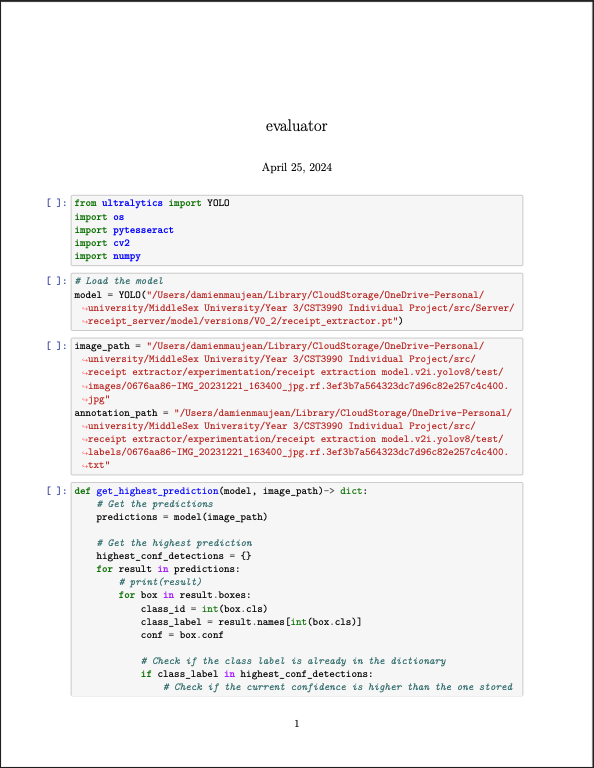 evaluator
April 25, 2024
[ ]: from ultralytics import YOLO
import os
import pytesseract
import cv2
import numpy
[ ]: # Load the model
model = YOLO("/Users/damienmaujean/Library/CloudStorage/OneDrive-Personal/
↪university/MiddleSex University/Year 3/CST3990 Individual Project/src/Server/
↪receipt_server/model/versions/V0_2/receipt_extractor.pt")
[ ]: image_path = "/Users/damienmaujean/Library/CloudStorage/OneDrive-Personal/
↪university/MiddleSex University/Year 3/CST3990 Individual Project/src/
↪receipt extractor/experimentation/receipt extraction model.v2i.yolov8/test/
↪images/0676aa86-IMG_20231221_163400_jpg.rf.3ef3b7a564323dc7d96c82e257c4c400.
↪jpg"
annotation_path = "/Users/damienmaujean/Library/CloudStorage/OneDrive-Personal/
↪university/MiddleSex University/Year 3/CST3990 Individual Project/src/
↪receipt extractor/experimentation/receipt extraction model.v2i.yolov8/test/
↪labels/0676aa86-IMG_20231221_163400_jpg.rf.3ef3b7a564323dc7d96c82e257c4c400.
↪txt"
[ ]: def get_highest_prediction(model, image_path)-> dict:
# Get the predictions
predictions = model(image_path)
# Get the highest prediction
highest_conf_detections = {}
for result in predictions:
# print(result)
for box in result.boxes:
class_id = int(box.cls)
class_label = result.names[int(box.cls)]
conf = box.conf
# Check if the class label is already in the dictionary
if class_label in highest_conf_detections:
# Check if the current confidence is higher than the one stored
1